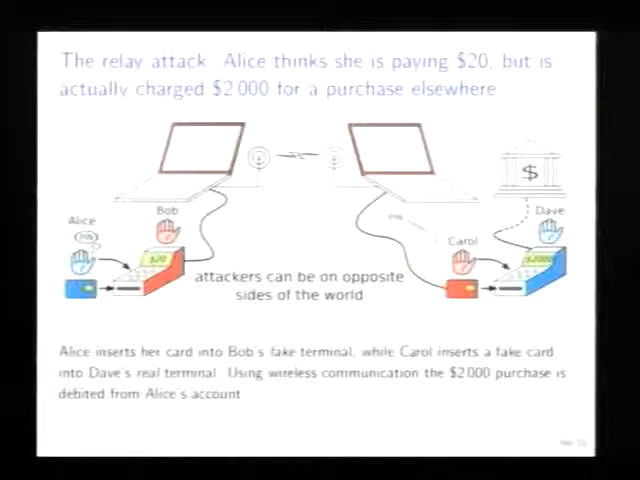 The relay attack Alice thinks she is paying $20, but is
actually charged $2 000 for a purchase elsewhere
$
Alice
Bob
Dave
PIN
PIN
Carol
$20
$2000
attackers can be on opposite
sides of the world
Alice inserts her card into Bob's fake terminal, while Carol inserts a fake card
into Dave's real terminal Using wireless communication the $2 000 purchase is
debited from Alice's account